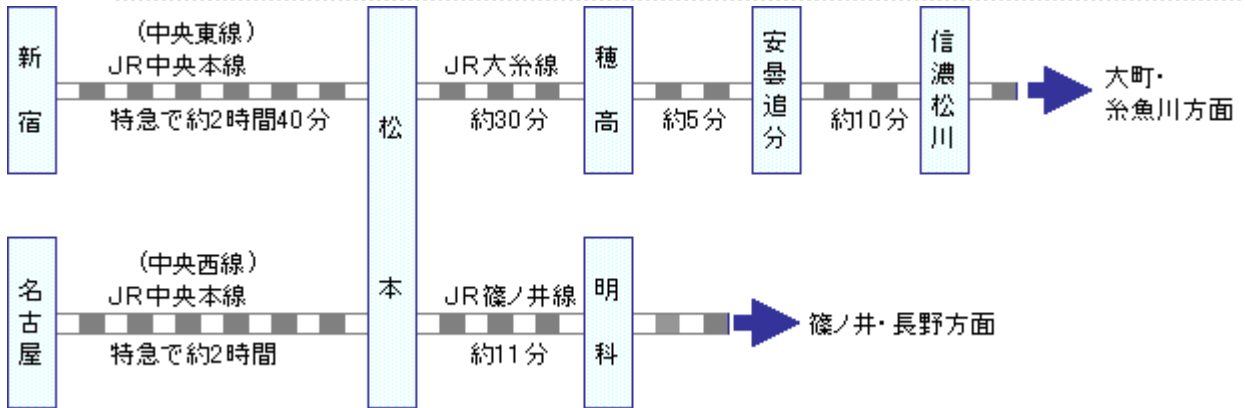 新宿
(中央東線)
JR中央本線
特急で約2時間40分
松本
JR大糸線
約30分
穂高
約5分
安曇追分
約10分
信濃松川
大町・
糸魚川方面
名古屋
(中央西線)
JR中央本線
特急で約2時間
JR篠ノ井線
約11分
明科
篠ノ井・長野方面